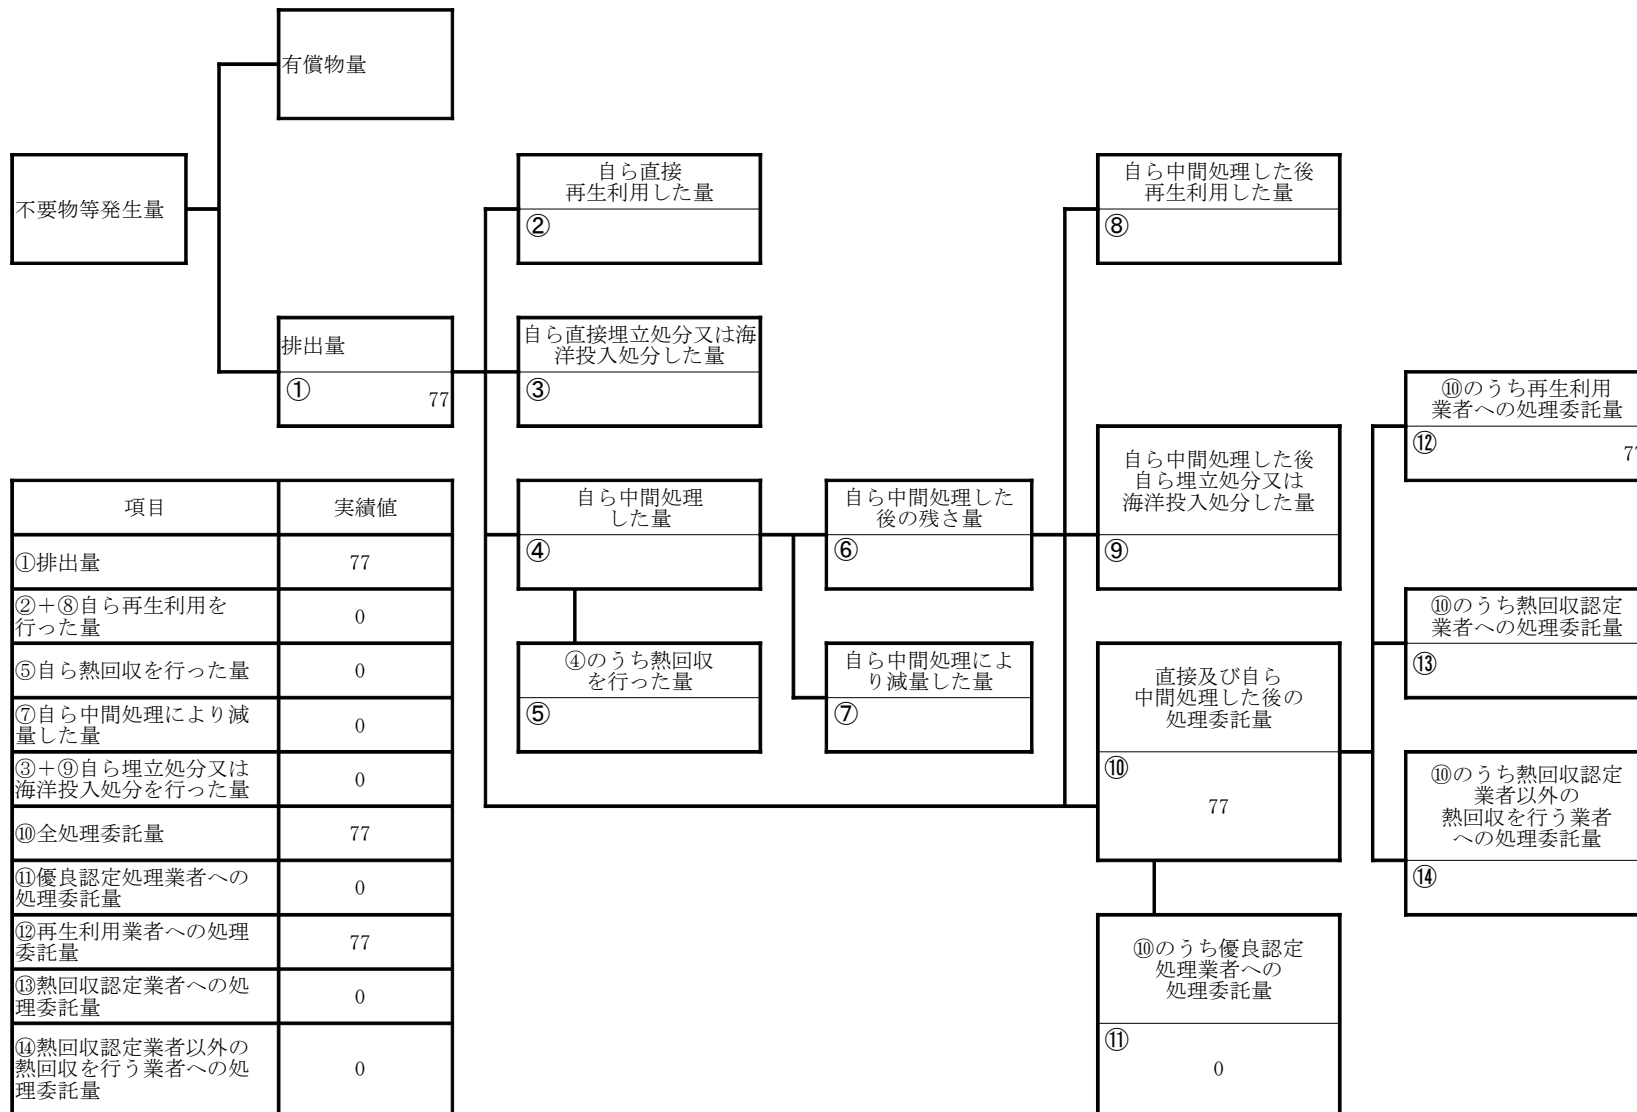 有償物量
不要物等発生量
自ら直接
再生利用した量
②
自ら中間処理した後
再生利用した量
⑧
排出量
①
77
自ら直接埋立処分又は海
洋投入処分した量
③
⑩のうち再生利用
業者への処理委託量
⑫
自ら中間処理した後
自ら埋立処分又は
海洋投入処分した量
⑨
自ら中間処理
した量
④
自ら中間処理した
後の残さ量
⑥
④のうち熱回収
を行った量
⑤
自ら中間処理によ
り減量した量
⑦
直接及び自ら
中間処理した後の
処理委託量
⑩
77
⑩のうち熱回収認定
業者への処理委託量
⑬
⑩のうち熱回収認定
業者以外の
熱回収を行う業者
への処理委託量
⑭
⑩のうち優良認定
処理業者への
処理委託量
⑪
0
項目 実績値
①排出量 77
②+⑧自ら再生利用を
行った量 0
⑤自ら熱回収を行った量 0
⑦自ら中間処理により減
量した量 0
③+⑨自ら埋立処分又は
海洋投入処分を行った量 0
⑩全処理委託量 77
⑪優良認定処理業者への
処理委託量 0
⑫再生利用業者への処理
委託量 77
⑬熱回収認定業者への処
理委託量 0
⑭熱回収認定業者以外の
熱回収を行う業者への処
理委託量 0